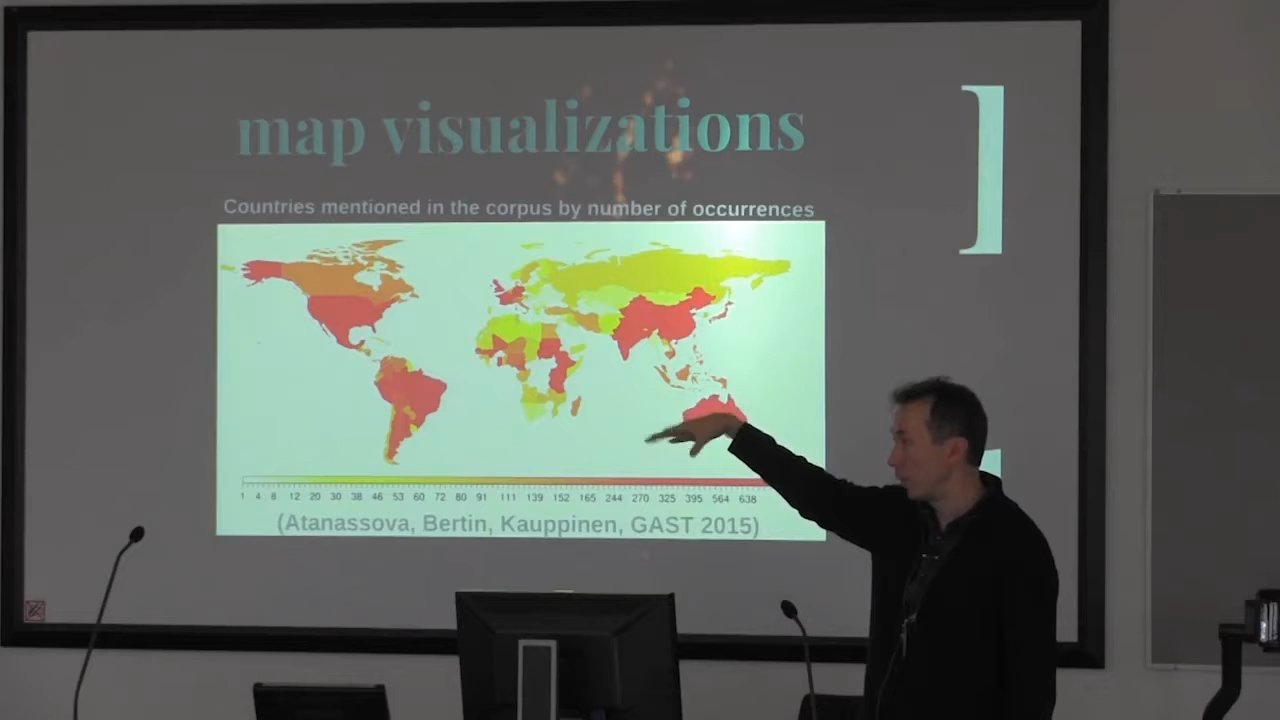 map visualizations
]
Countries mentioned in the corpus by number of occurrences
1 4 8 12 20 30 38 46 53 60 72 80 91 111 139 152 165 244 270 325 395 564 638
(Atanassova, Bertin, Kauppinen, GAST 2015)